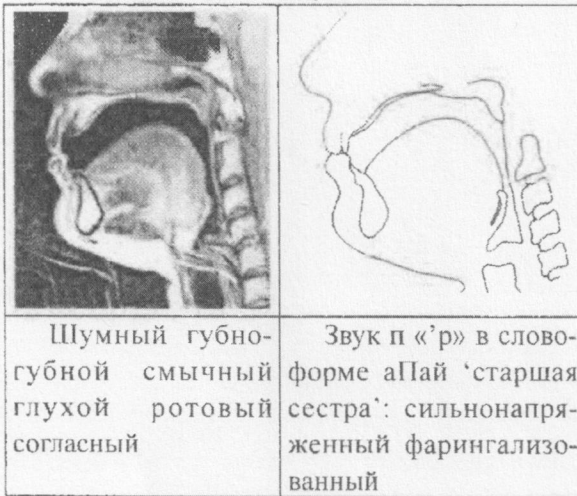 Шумный губно-
губной смычный
глухой ротовый
согласный
Звук п «’р» в слово-
форме аПай ‘старшая
сестра‘: сильнонапря-
женный фарингализо-
ванный